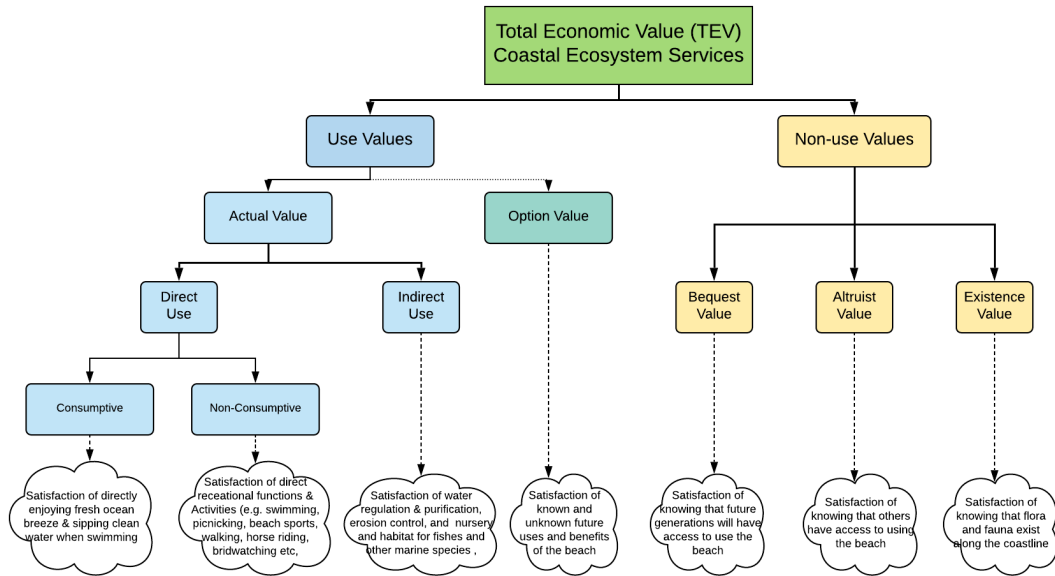 Total Economic Value (TEV)
Coastal Ecosystem Services
Use Values
Non-use Values
Actual Value
Option Value
Direct
Use
Indirect
Use
Bequest
Value
Altruist
Value
Existence
Value
Consumptive
Non-Consumptive
Satisfaction of directly
enjoying fresh ocean
breeze & sipping clean
water when swimming
Satisfaction of direct
receational functions &
Activities (e.g. swimming,
picnicking, beach sports,
walking, horse riding,
bridwatching etc,
Satisfaction of water
regulation & purification,
erosion control, and nursery
and habitat for fishes and
other marine species ,
Satisfaction of
known and
unknown future
uses and benefits
of the beach
Satisfaction of
knowing that future
generations will have
access to use the
beach
Satisfaction of
knowing that others
have access to using
the beach
Satisfaction of
knowing that flora
and fauna exist
along the coastline